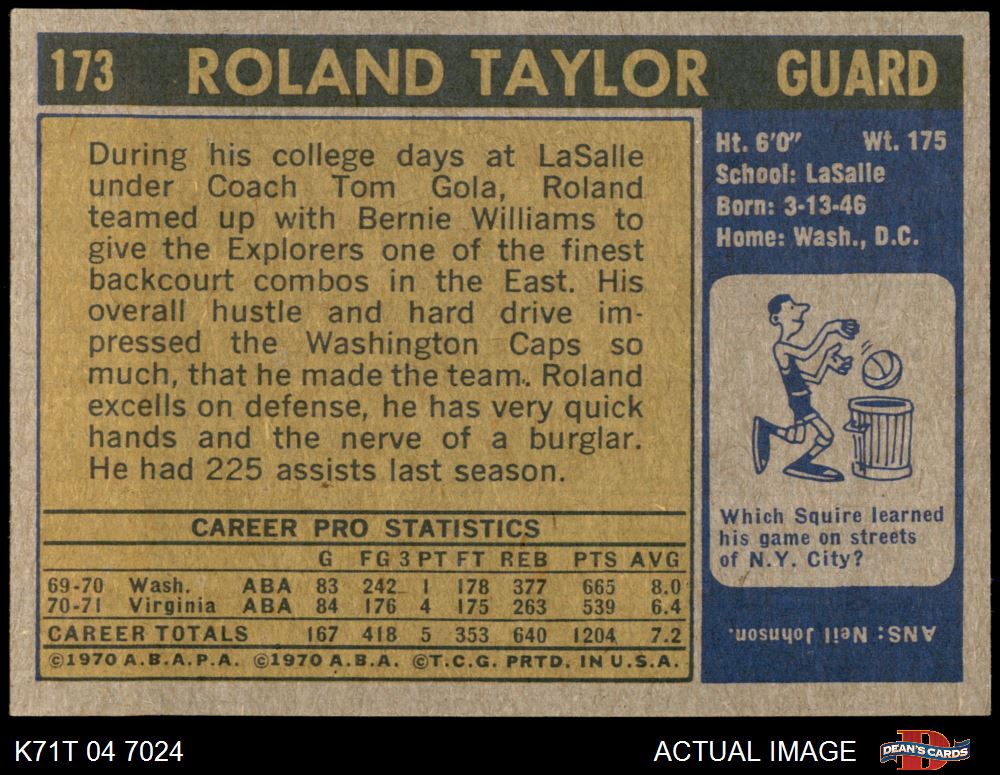 173 ROLAND TAYLOR GUARD
During his college days at LaSalle
under Coach Tom Gola, Roland
teamed up with Bernie Williams to
give the Explorers one of the finest
backcourt combos in the East. His
overall hustle and hard drive im-
pressed the Washington Caps so
much, that he made the team. Roland
excells on defense, he has very quick
hands and the nerve of a burglar.
He had 225 assists last season.
CAREER PRO STATISTICS
G FG 3 PT FT REB PTS AVG
69-70 Wash. ABA 83 242 1 178 377 665 8.0
70-71 Virginia ABA 84 176 4 175 263 539 6.4
CAREER TOTALS 167 418 5 353 640 1204 7.2
©1970 A.B.A.P.A. ©1970 A.B.A. ©T.C.G. PRTD. IN U.S.A.
Ht. 6'0" Wt. 175
School: LaSalle
Born: 3-13-46
Home: Wash., D.C.
Which Squire learned
his game on streets
of N.Y. City?
ANS: Neil Johnson.
K71T 04 7024 ACTUAL IMAGE DEAN'S CARDS